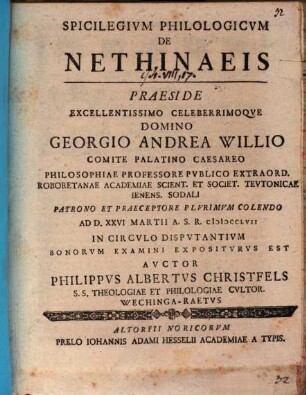 92
SPICILEGIVM PHILOLOGICVM
DE
NETHINAEIS
PRAESIDE
EXCELLENTISSIMO CELEBERRIMOQVE
DOMINO
GEORGIO ANDREA WILLIO
COMITE PALATINO CAESAREO
PHILOSOPHIAE PROFESSORE PVBLICO EXTRAORD.
ROBORETANAE ACADEMIAE SCIENT. ET SOCIET. TEVTONICAE
IENENS. SODALI
PATRONO ET PRAECEPTORE PLVRIMVM COLENDO
AD D. XXVI MARTII A. S. R. cIɔIɔccLvII
IN CIRCVLO DISPVTANTIVM
BONORVM EXAMINI EXPOSITVRVS EST
AVCTOR
PHILIPPVS ALBERTVS CHRISTFELS
S.S. THEOLOGIAE ET PHILOLOGIAE CVLTOR.
WECHINGA-RAETVS
ALTORFII NORICORVM
PRELO IOHANNIS ADAMI HESSELII ACADEMIAE A TYPIS.